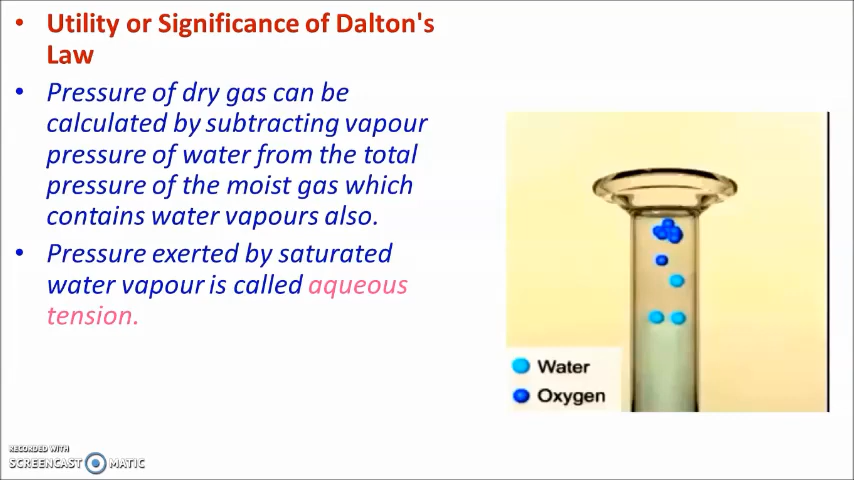 • Utility or Significance of Dalton's
Law
• Pressure of dry gas can be
calculated by subtracting vapour
pressure of water from the total
pressure of the moist gas which
contains water vapours also.
• Pressure exerted by saturated
water vapour is called aqueous
tension.
Water
Oxygen
RECORDED WITH
SCREENCAST MATIC